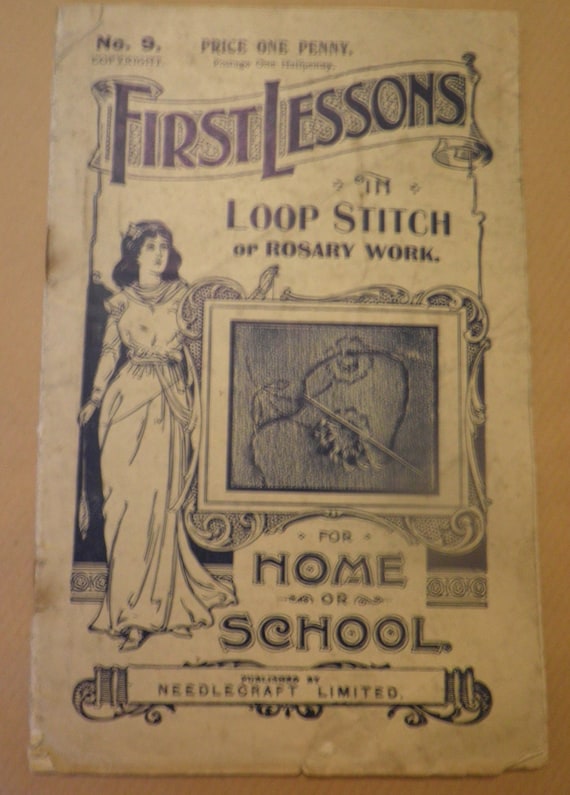 No. 9.
PRICE ONE PENNY.
COPYRIGHT.
Postage One Halfpenny.
FIRST LESSONS
IN
LOOP STITCH
or ROSARY WORK.
FOR
HOME
OR
SCHOOL.
PUBLISHED BY
NEEDLECRAFT LIMITED.